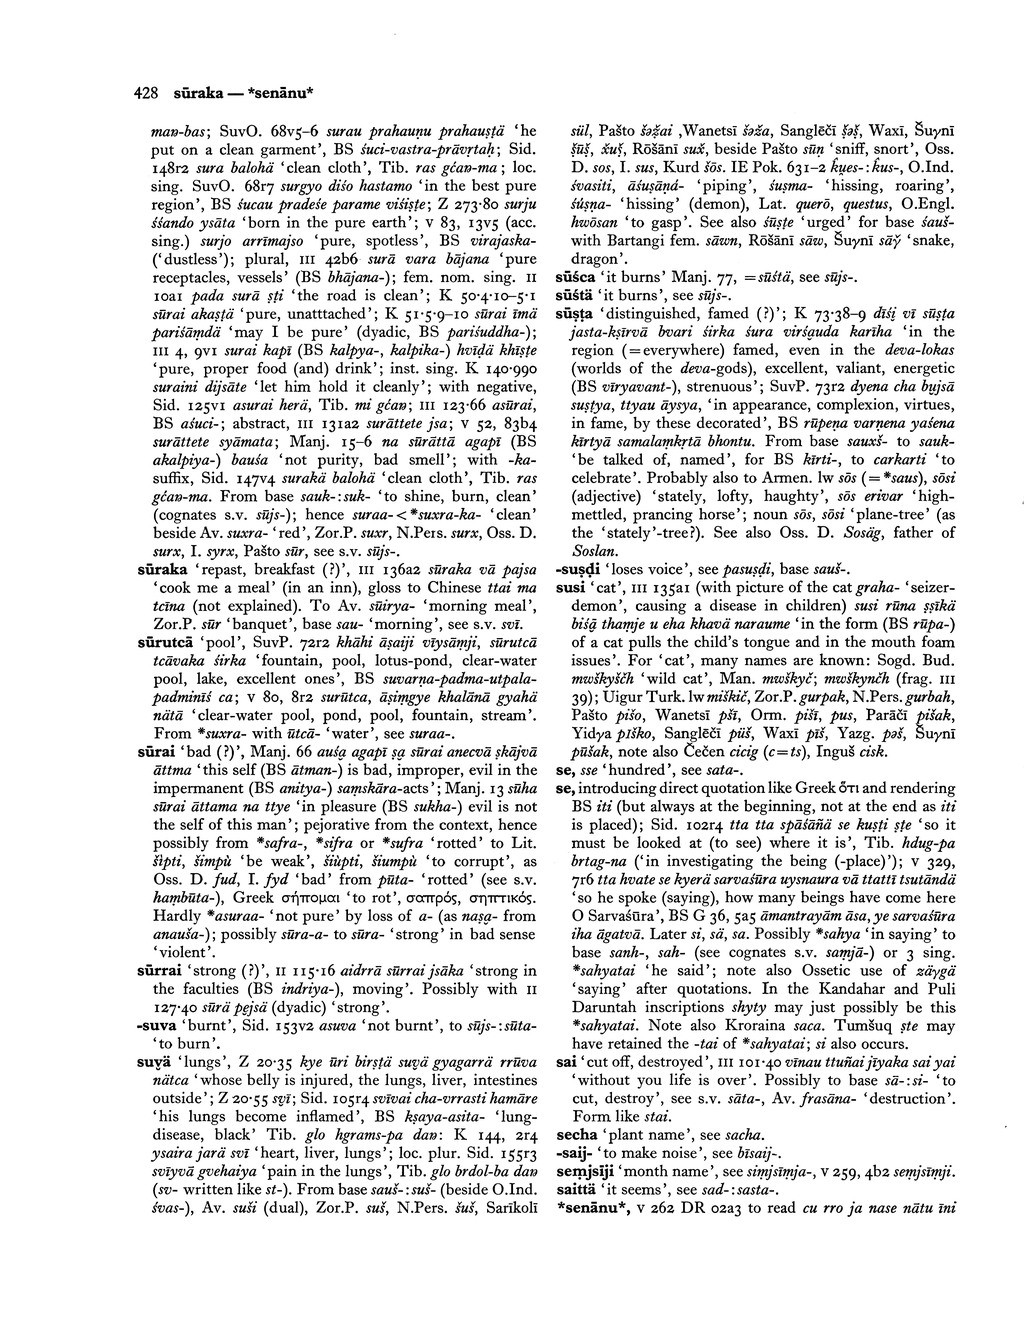 428 sūraka — *senānu*
man-bas; SuvO. 68v5–6 surau prahauṇu prahauṣṭä ‘he
put on a clean garment’, BS śuci-vastra-prāvṛtaḥ; Sid.
148r2 sura balohä ‘clean cloth’, Tib. ras gćan-ma; loc.
sing. SuvO. 68r7 surgyo diśo hastamo ‘in the best pure
region’, BS śucau pradeśe parame viśiṣṭe; Z 273·80 surju
śśando ysāta ‘born in the pure earth’; v 83, 13v5 (acc.
sing.) surjo arrīmajso ‘pure, spotless’, BS virajaska-
(‘dustless’); plural, III 42b6 surā vara bājana ‘pure
receptacles, vessels’ (BS bhājana-); fem. nom. sing. II
10a1 pada surā ṣṭi ‘the road is clean’; K 50·4·10–5·1
sūrai akaṣṭä ‘pure, unatttached’; K 51·5·9–10 sūrai īmä
pariśāṃdä ‘may I be pure’ (dyadic, BS pariśuddha-);
III 4, 9v1 surai kapī (BS kalpya-, kalpika-) hvīḍä khīṣṭe
‘pure, proper food (and) drink’; inst. sing. K 140·990
suraini dijsāte ‘let him hold it cleanly’; with negative,
Sid. 125v1 asurai herä, Tib. mi gćan; III 123·66 asūrai,
BS aśuci-; abstract, III 131a2 surāttete jsa; v 52, 83b4
surāttete syāmata; Manj. 15–6 na sūrāttā agapī (BS
akalpiya-) bauśa ‘not purity, bad smell’; with -ka-
suffix, Sid. 147v4 surakä balohä ‘clean cloth’, Tib. ras
gćan-ma. From base sauk-:suk- ‘to shine, burn, clean’
(cognates s.v. sūjs-); hence suraa-<*suxra-ka- ‘clean’
beside Av. suxra- ‘red’, Zor.P. suxr, N.Pers. surx, Oss. D.
surx, I. syrx, Pašto sūr, see s.v. sūjs-.
sūraka ‘repast, breakfast (?)’, III 136a2 sūraka vā pajsa
‘cook me a meal’ (in an inn), gloss to Chinese ttai ma
tcīna (not explained). To Av. sūirya- ‘morning meal’,
Zor.P. sūr ‘banquet’, base sau- ‘morning’, see s.v. svī.
sūrutcā ‘pool’, SuvP. 72r2 khāhi āṣaiji vīysāṃji, sūrutcā
tcāvaka śirka ‘fountain, pool, lotus-pond, clear-water
pool, lake, excellent ones’, BS suvarṇa-padma-utpala-
padminīś ca; v 80, 8r2 surūtca, āṣiṃgye khalānā gyahä
nātā ‘clear-water pool, pond, pool, fountain, stream’.
From *suxra- with ūtcā- ‘water’, see suraa-.
sūrai ‘bad (?)’, Manj. 66 auśa̱ agapī ṣa̱ sūrai anecvā ṣkājvā
āttma ‘this self (BS ātman-) is bad, improper, evil in the
impermanent (BS anitya-) saṃskāra-acts’; Manj. 13 sūha
sūrai āttama na ttye ‘in pleasure (BS sukha-) evil is not
the self of this man’; pejorative from the context, hence
possibly from *safra-, *sifra or *sufra ‘rotted’ to Lit.
šìpti, šimpù ‘be weak’, šiùpti, šiumpù ‘to corrupt’, as
Oss. D. fud, I. fyd ‘bad’ from pūta- ‘rotted’ (see s.v.
hambūta-), Greek σήπομαι ‘to rot’, σαπρός, σηπτικός.
Hardly *asuraa- ‘not pure’ by loss of a- (as naṣa- from
anauša-); possibly sūra-a- to sūra- ‘strong’ in bad sense
‘violent’.
sūrrai ‘strong (?)’, II 115·16 aidrrā sūrrai jsāka ‘strong in
the faculties (BS indriya-), moving’. Possibly with II
127·40 sūrä pejsä (dyadic) ‘strong’.
-suva ‘burnt’, Sid. 153v2 asuva ‘not burnt’, to sūjs-:sūta-
‘to burn’.
suv̱ä ‘lungs’, Z 20·35 kye ūri birṣṭä suv̱ä gyagarrä rrūva
nätca ‘whose belly is injured, the lungs, liver, intestines
outside’; Z 20·55 sv̱ī; Sid. 105r4 svīvai cha-vrrasti hamāre
‘his lungs become inflamed’, BS kṣaya-asita- ‘lung-
disease, black’ Tib. glo hgrams-pa dan: K 144, 2r4
ysaira jarä svī ‘heart, liver, lungs’; loc. plur. Sid. 155r3
svīyvā gvehaiya ‘pain in the lungs’, Tib. glo brdol-ba dan
(sv- written like st-). From base sauš-:suš- (beside O.Ind.
śvas-), Av. suši (dual), Zor.P. suš, N.Pers. šuš, Sarīkolī
sül, Pašto šəẓ̌ai ,Wanetsī šəža, Sanglēčī ṣ̌əṣ̌, Waxī, Šuγnī
ṣ̌ūṣ̌, x̌uṣ̌, Rōšānī sux̌, beside Pašto sūṇ ‘sniff, snort’, Oss.
D. sos, I. sus, Kurd šōs. IE Pok. 631–2 k̑u̯es-:k̑us-, O.Ind.
śvasiti, āśuṣāṇá- ‘piping’, śuṣma- ‘hissing, roaring’,
śúṣṇa- ‘hissing’ (demon), Lat. querō, questus, O.Engl.
hwōsan ‘to gasp’. See also śūṣṭe ‘urged’ for base śauš-
with Bartangi fem. sāwn, Rōšānī sāw, Šuγnī sāγ̌ ‘snake,
dragon’.
sūśca ‘it burns’ Manj. 77, =sūśtä, see sūjs-.
sūśtä ‘it burns’, see sūjs-.
sūṣṭa ‘distinguished, famed (?)’; K 73·38–9 dīśi̱ vī sūṣṭa
jasta-kṣīrvā bvari śirka śura virśa̱uda karīha ‘in the
region (=everywhere) famed, even in the deva-lokas
(worlds of the deva-gods), excellent, valiant, energetic
(BS vīryavant-), strenuous’; SuvP. 73r2 dyena cha bu̱jsā
suṣṭya, ttyau āysya, ‘in appearance, complexion, virtues,
in fame, by these decorated’, BS rūpeṇa varṇena yaśena
kīrtyā samalaṃkṛtā bhontu. From base sauxš- to sauk-
‘be talked of, named’, for BS kīrti-, to carkarti ‘to
celebrate’. Probably also to Armen. lw sōs (=*saus), sōsi
(adjective) ‘stately, lofty, haughty’, sōs erivar ‘high-
mettled, prancing horse’; noun sōs, sōsi ‘plane-tree’ (as
the ‘stately’-tree?). See also Oss. D. Sosäg, father of
Soslan.
-suṣḍi ‘loses voice’, see pasuṣḍi, base sauš-.
susi ‘cat’, III 135a1 (with picture of the cat graha- ‘seizer-
demon’, causing a disease in children) susi rūna ṣṣīkä
biśą̄ thaṃje u eha khavä naraume ‘in the form (BS rūpa-)
of a cat pulls the child’s tongue and in the mouth foam
issues’. For ‘cat’, many names are known: Sogd. Bud.
mwškyščh ‘wild cat’, Man. mwškyč; mwškynčh (frag. III
39); Uigur Turk. lw miškič, Zor.P. gurpak, N.Pers. gurbah,
Pašto pišo, Wanetsī pšī, Orm. pišī, pus, Parāčī pišak,
Yidγa pīško, Sanglēčī püš, Waxī pīš, Yazg. pəš, Šuγnī
pūšak, note also Čečen cicig (c=ts), Inguš cisk.
se, sse ‘hundred’, see sata-.
se, introducing direct quotation like Greek ὅτι and rendering
BS iti (but always at the beginning, not at the end as iti
is placed); Sid. 102r4 tta tta spāśāñä se kuṣṭi ṣṭe ‘so it
must be looked at (to see) where it is’, Tib. hdug-pa
brtag-na (‘in investigating the being (-place)’); v 329,
7r6 tta hvate se kyerä sarvaśūra uysnaura vā ttattī tsutāndä
‘so he spoke (saying), how many beings have come here
O Sarvaśūra’, BS G 36, 5a5 āmantrayām āsa, ye sarvaśūra
iha āgatvā. Later si, sä, sa. Possibly *sahya ‘in saying’ to
base sanh-, sah- (see cognates s.v. saṃjā-) or 3 sing.
*sahyatai ‘he said’; note also Ossetic use of zäγgä
‘saying’ after quotations. In the Kandahar and Puli
Daruntah inscriptions shyty may just possibly be this
*sahyatai. Note also Kroraina saca. Tumšuq ṣte may
have retained the -tai of *sahyatai; si also occurs.
sai ‘cut off, destroyed’, III 101·40 vīnau ttuñai jīyaka sai yai
‘without you life is over’. Possibly to base sā-:si- ‘to
cut, destroy’, see s.v. sāta-, Av. frasāna- ‘destruction’.
Form like stai.
secha ‘plant name’, see sacha.
-saij- ‘to make noise’, see bīsaij-.
seṃjsīji ‘month name’, see siṃjsīṃja-, v 259, 4b2 seṃjsīṃji.
saittä ‘it seems’, see sad-:sasta-.
*senānu*, v 262 DR 02a3 to read cu rro ja nase nātu īni